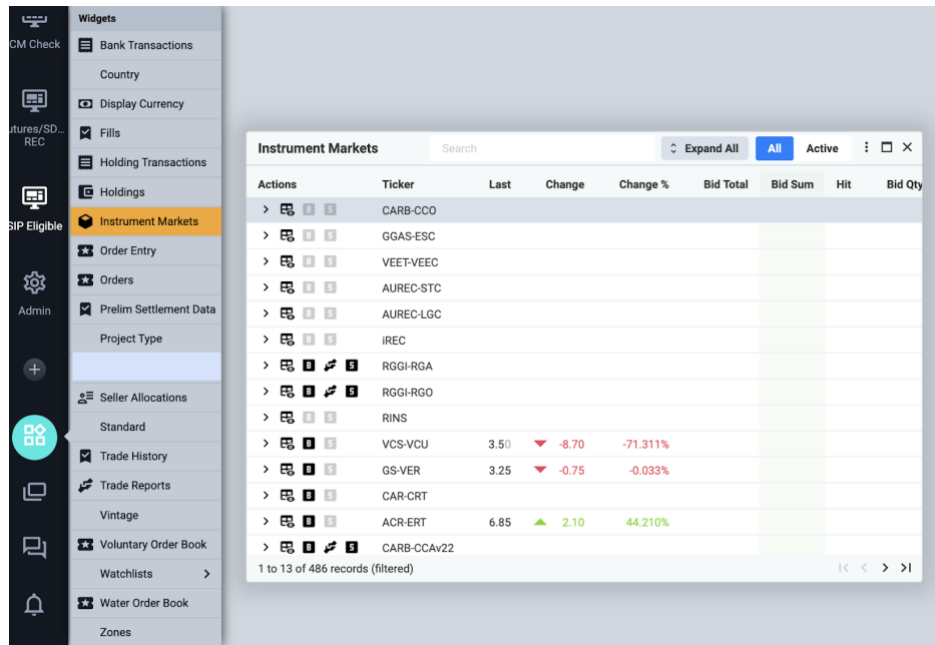 CM Check
utures/SD...
REC
SIP Eligible
Admin
Widgets
Bank Transactions
Country
Display Currency
Fills
Holding Transactions
Holdings
Instrument Markets
Order Entry
Orders
Prelim Settlement Data
Project Type
Seller Allocations
Standard
Trade History
Trade Reports
Vintage
Voluntary Order Book
Watchlists
Water Order Book
Zones
Instrument Markets Search Expand All All Active
Actions Ticker Last Change Change % Bid Total Bid Sum Hit Bid Qty
CARB-CCO
GGAS-ESC
VEET-VEEC
AUREC-STC
AUREC-LGC
iREC
B S RGGI-RGA
B S RGGI-RGO
RINS
B S VCS-VCU 3.50 -8.70 -71.311%
B S GS-VER 3.25 -0.75 -0.033%
B S CAR-CRT
B S ACR-ERT 6.85 2.10 44.210%
B S CARB-CCAv22
1 to 13 of 486 records (filtered)